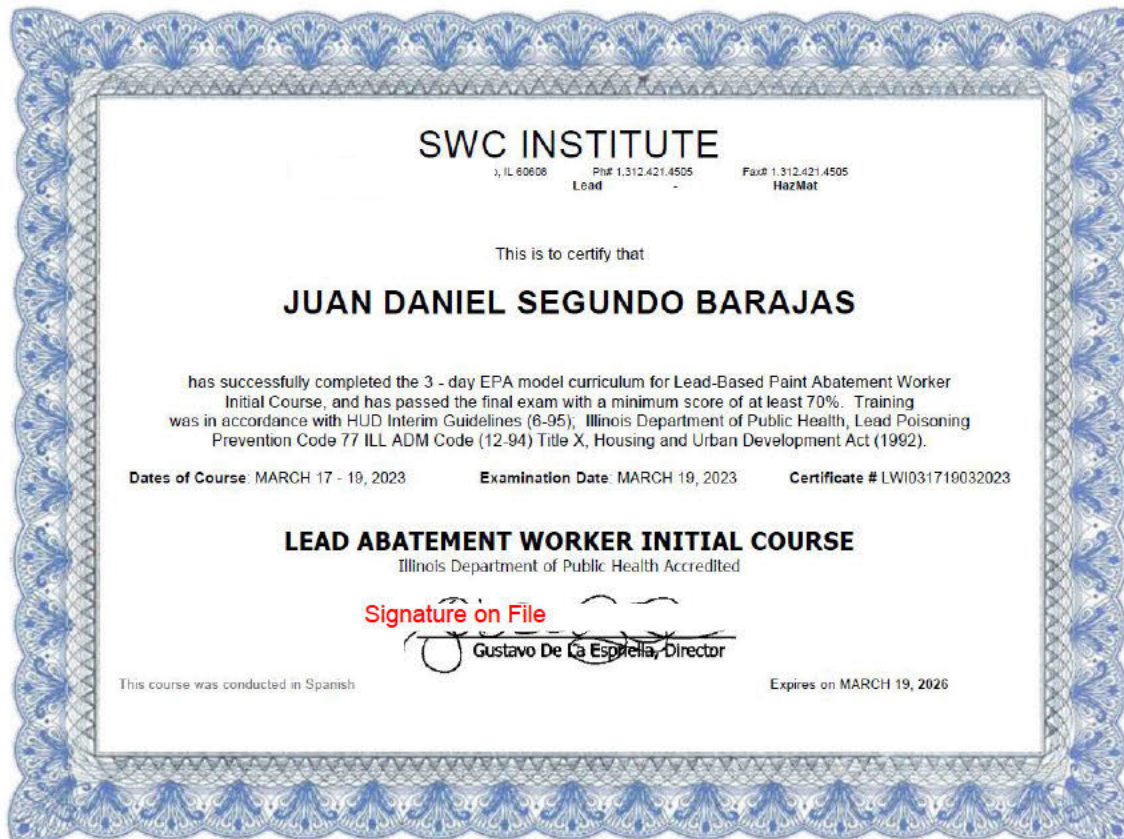 SWC INSTITUTE
, IL 60608 Ph# 1.312.421.4505 Fax# 1.312.421.4505
Lead - HazMat
This is to certify that
JUAN DANIEL SEGUNDO BARAJAS
has successfully completed the 3 - day EPA model curriculum for Lead-Based Paint Abatement Worker
Initial Course, and has passed the final exam with a minimum score of at least 70%. Training
was in accordance with HUD Interim Guidelines (6-95); Illinois Department of Public Health, Lead Poisoning
Prevention Code 77 ILL ADM Code (12-94) Title X, Housing and Urban Development Act (1992).
Dates of Course: MARCH 17 - 19, 2023 Examination Date: MARCH 19, 2023 Certificate # LWI031719032023
LEAD ABATEMENT WORKER INITIAL COURSE
Illinois Department of Public Health Accredited
Signature on File
Gustavo De La Espriella, Director
This course was conducted in Spanish Expires on MARCH 19, 2026